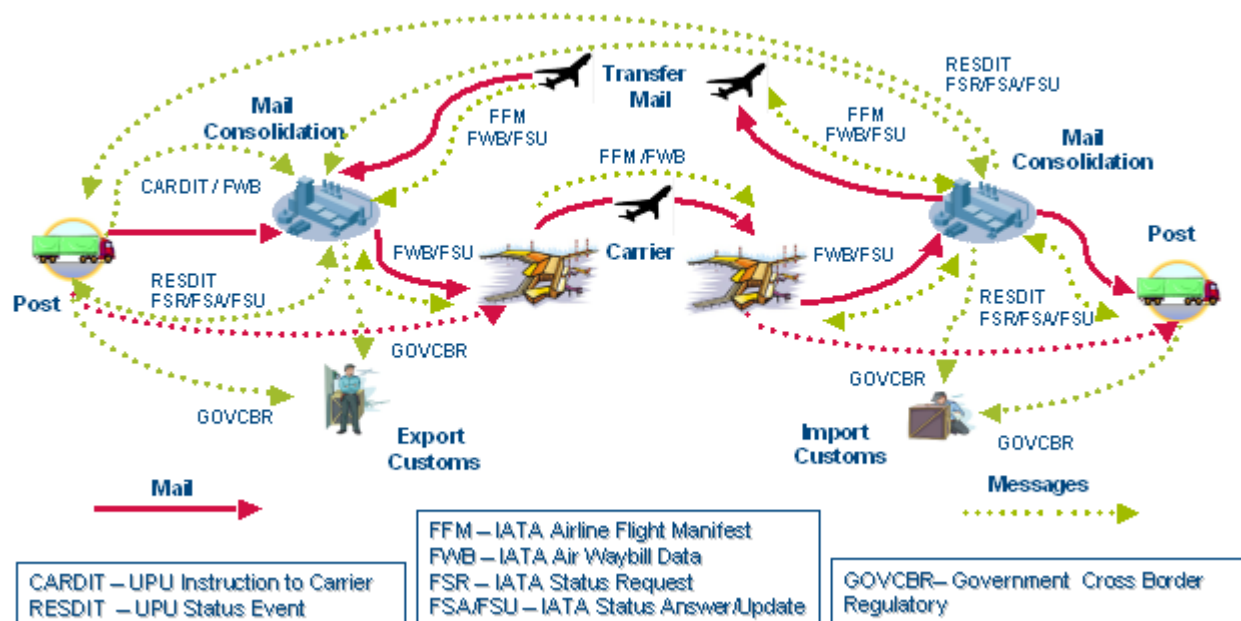 Transfer
Mail
RESDIT
FSR/FSA/FSU
Mail
Consolidation
FFM
FWB/FSU
FFM
FWB/FSU
Mail
Consolidation
FFM /FWB
CARDIT / FWB
Post
FWB/FSU
Carrier
FWB/FSU
RESDIT
FSR/FSA/FSU
Post
RESDIT
FSR/FSA/FSU
GOVCBR
GOVCBR
GOVCBR
Export
Customs
Import
Customs
GOVCBR
Mail
Messages
CARDIT – UPU Instruction to Carrier
RESDIT – UPU Status Event
FFM – IATA Airline Flight Manifest
FWB – IATA Air Waybill Data
FSR – IATA Status Request
FSA/FSU – IATA Status Answer/Update
GOVCBR– Government Cross Border
Regulatory